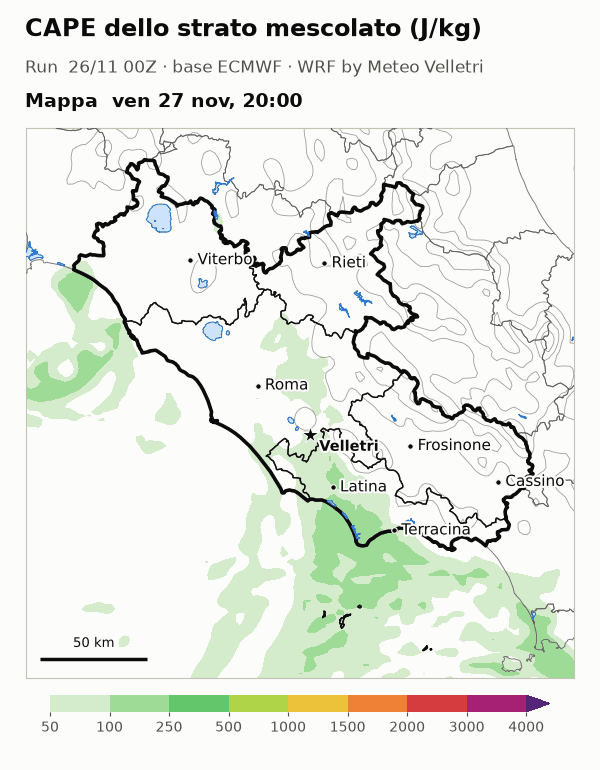 CAPE dello strato mescolato (J/kg)
Run  26/11 00Z · base ECMWF · WRF by Meteo Velletri
Mappa  ven 27 nov, 20:00
Viterbo
Rieti
Roma
Velletri
Frosinone
Latina
Cassino
Terracina
50 km
50 100 250 500 1000 1500 2000 3000 4000